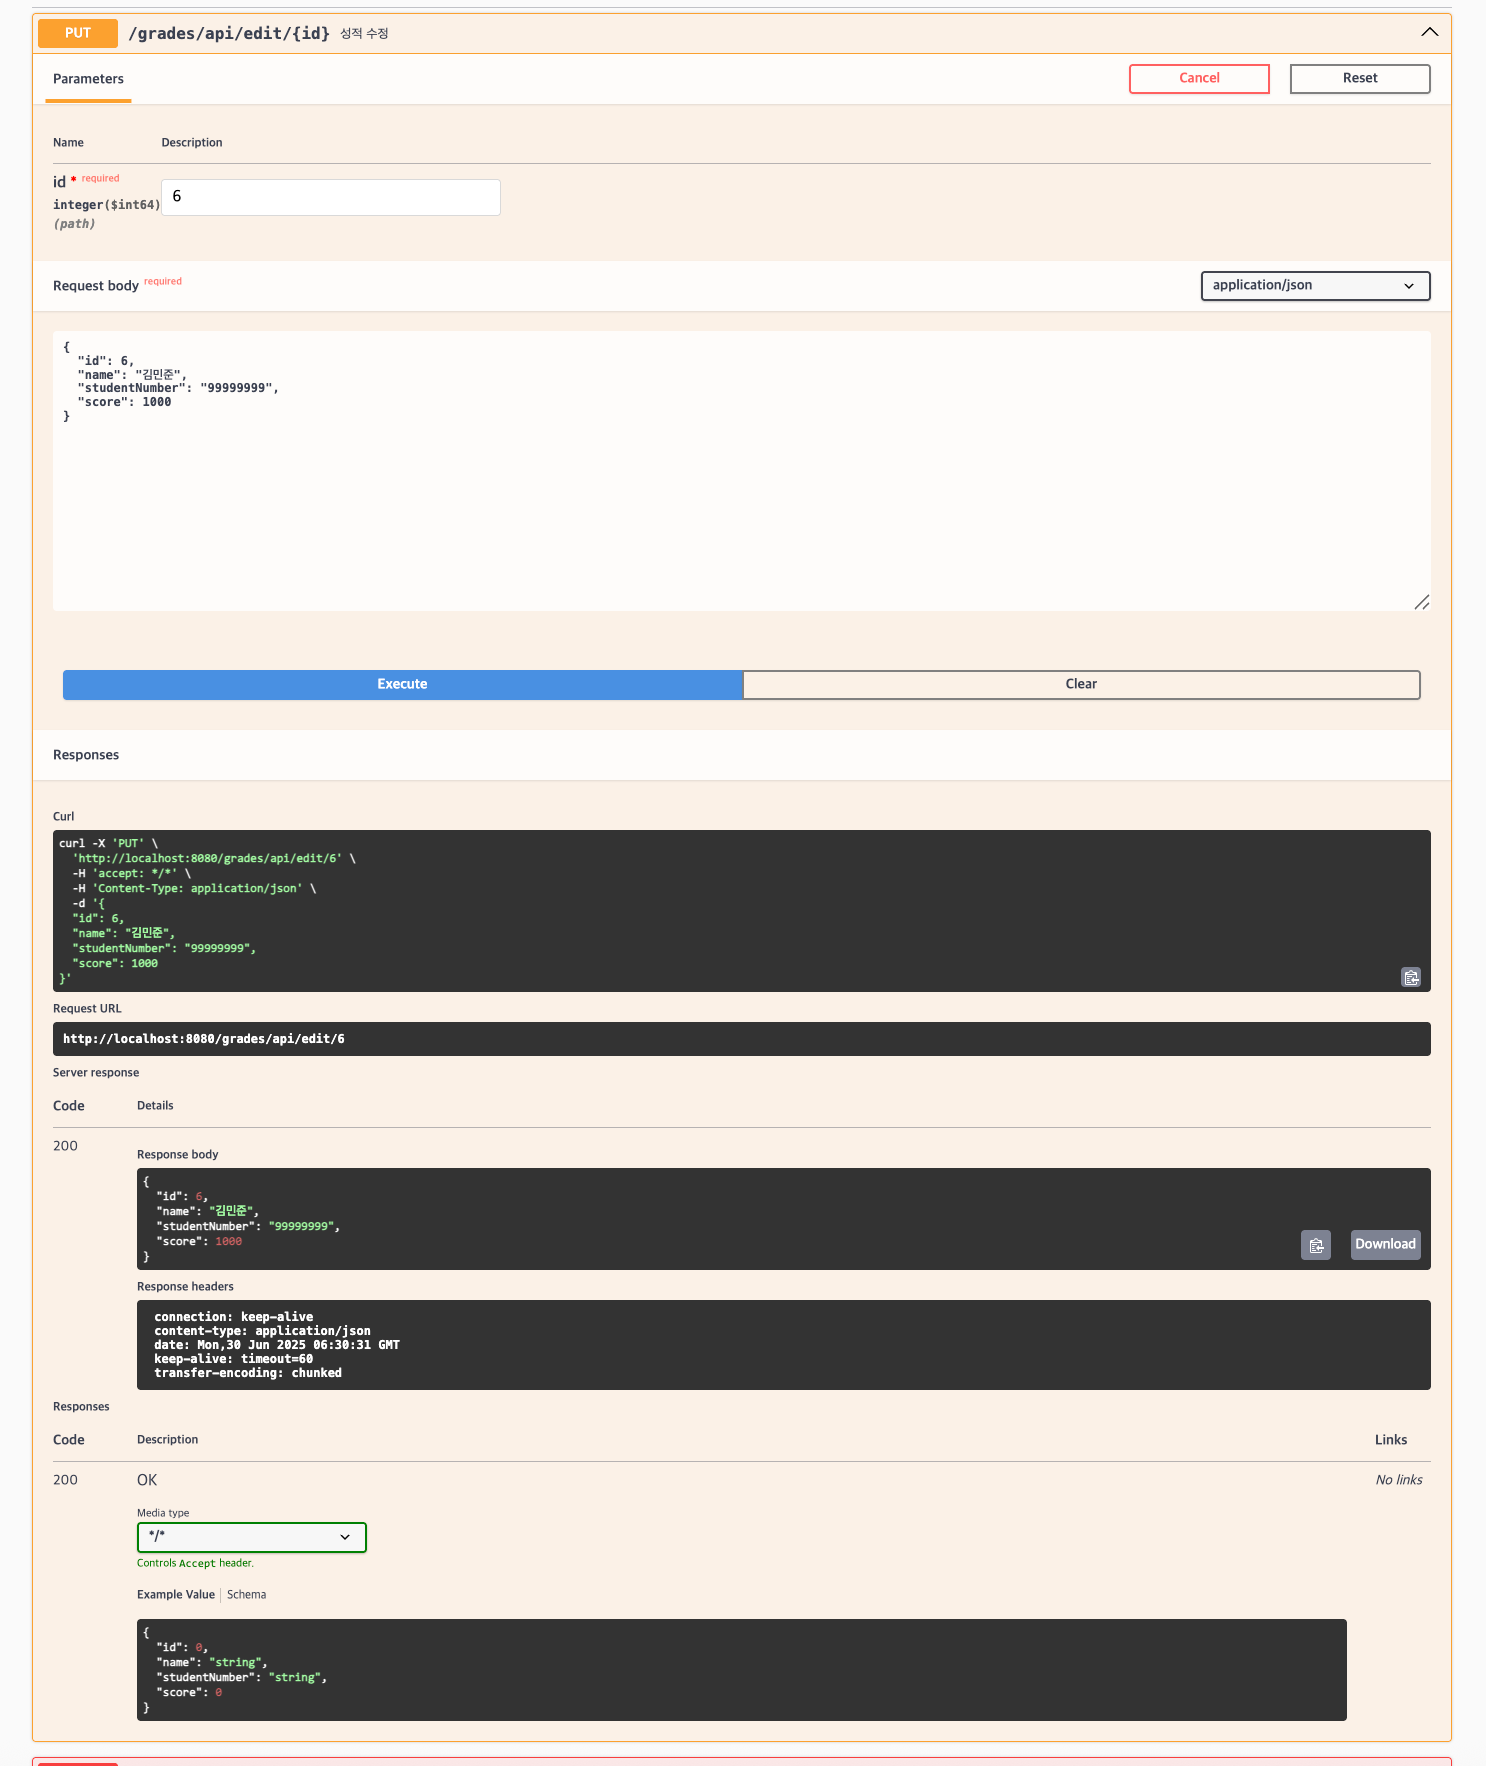 PUT /grades/api/edit/{id} 성적 수정
Parameters Cancel Reset
Name Description
id * required
integer($int64)
(path)
6
Request body required application/json
{
  "id": 6,
  "name": "김민준",
  "studentNumber": "99999999",
  "score": 1000
}
Execute Clear
Responses
Curl
curl -X 'PUT' \
  'http://localhost:8080/grades/api/edit/6' \
  -H 'accept: */*' \
  -H 'Content-Type: application/json' \
  -d '{
  "id": 6,
  "name": "김민준",
  "studentNumber": "99999999",
  "score": 1000
}'
Request URL
http://localhost:8080/grades/api/edit/6
Server response
Code Details
200
Response body
{
  "id": 6,
  "name": "김민준",
  "studentNumber": "99999999",
  "score": 1000
}
Download
Response headers
connection: keep-alive
content-type: application/json
date: Mon,30 Jun 2025 06:30:31 GMT
keep-alive: timeout=60
transfer-encoding: chunked
Responses
Code Description Links
200 OK No links
Media type
*/*
Controls Accept header.
Example Value Schema
{
  "id": 0,
  "name": "string",
  "studentNumber": "string",
  "score": 0
}